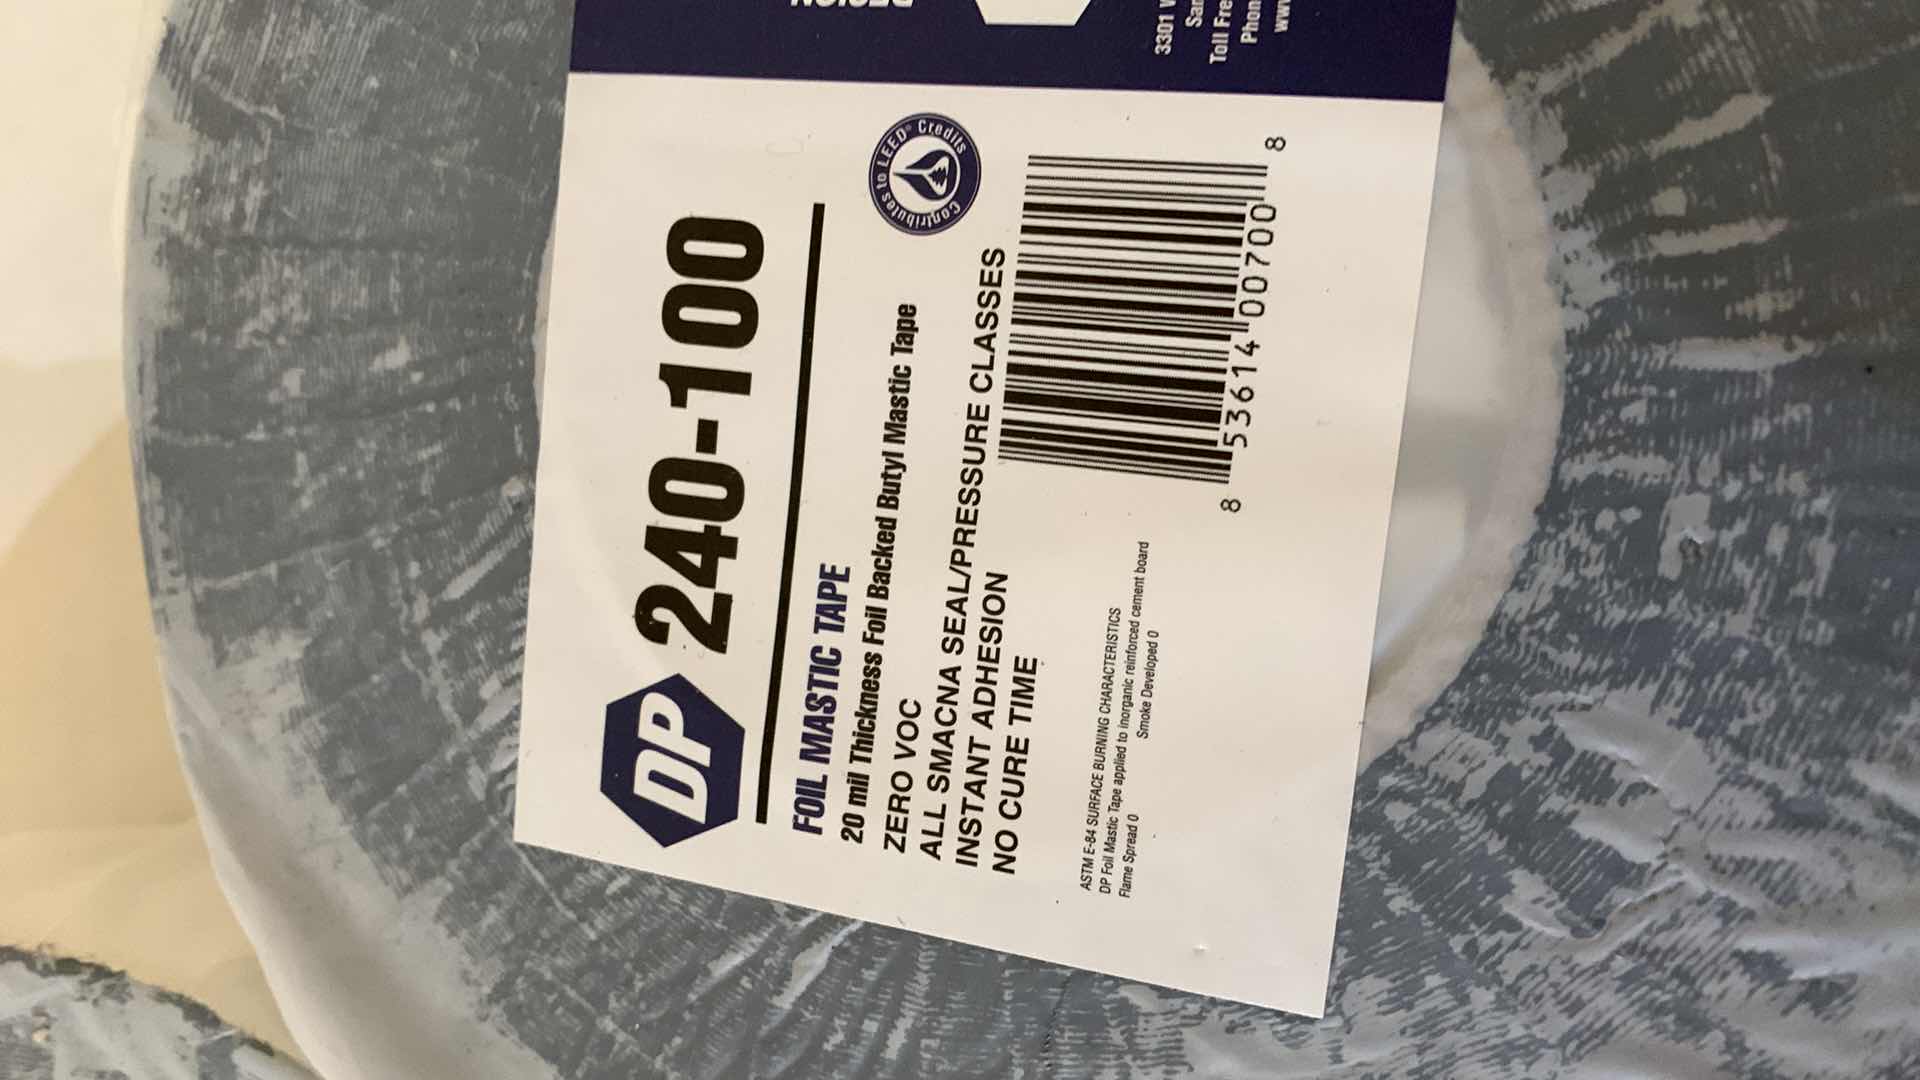 3301 W
San
Toll Fre
Phon
ww
DP 240-100
FOIL MASTIC TAPE
20 mil Thickness Foil Backed Butyl Mastic Tape
ZERO VOC
ALL SMACNA SEAL/PRESSURE CLASSES
INSTANT ADHESION
NO CURE TIME
Contributes to LEED® Credits
ASTM E-84 SURFACE BURNING CHARACTERISTICS
DP Foil Mastic Tape applied to inorganic reinforced cement board
Flame Spread 0 Smoke Developed 0
8 53614 00700 8